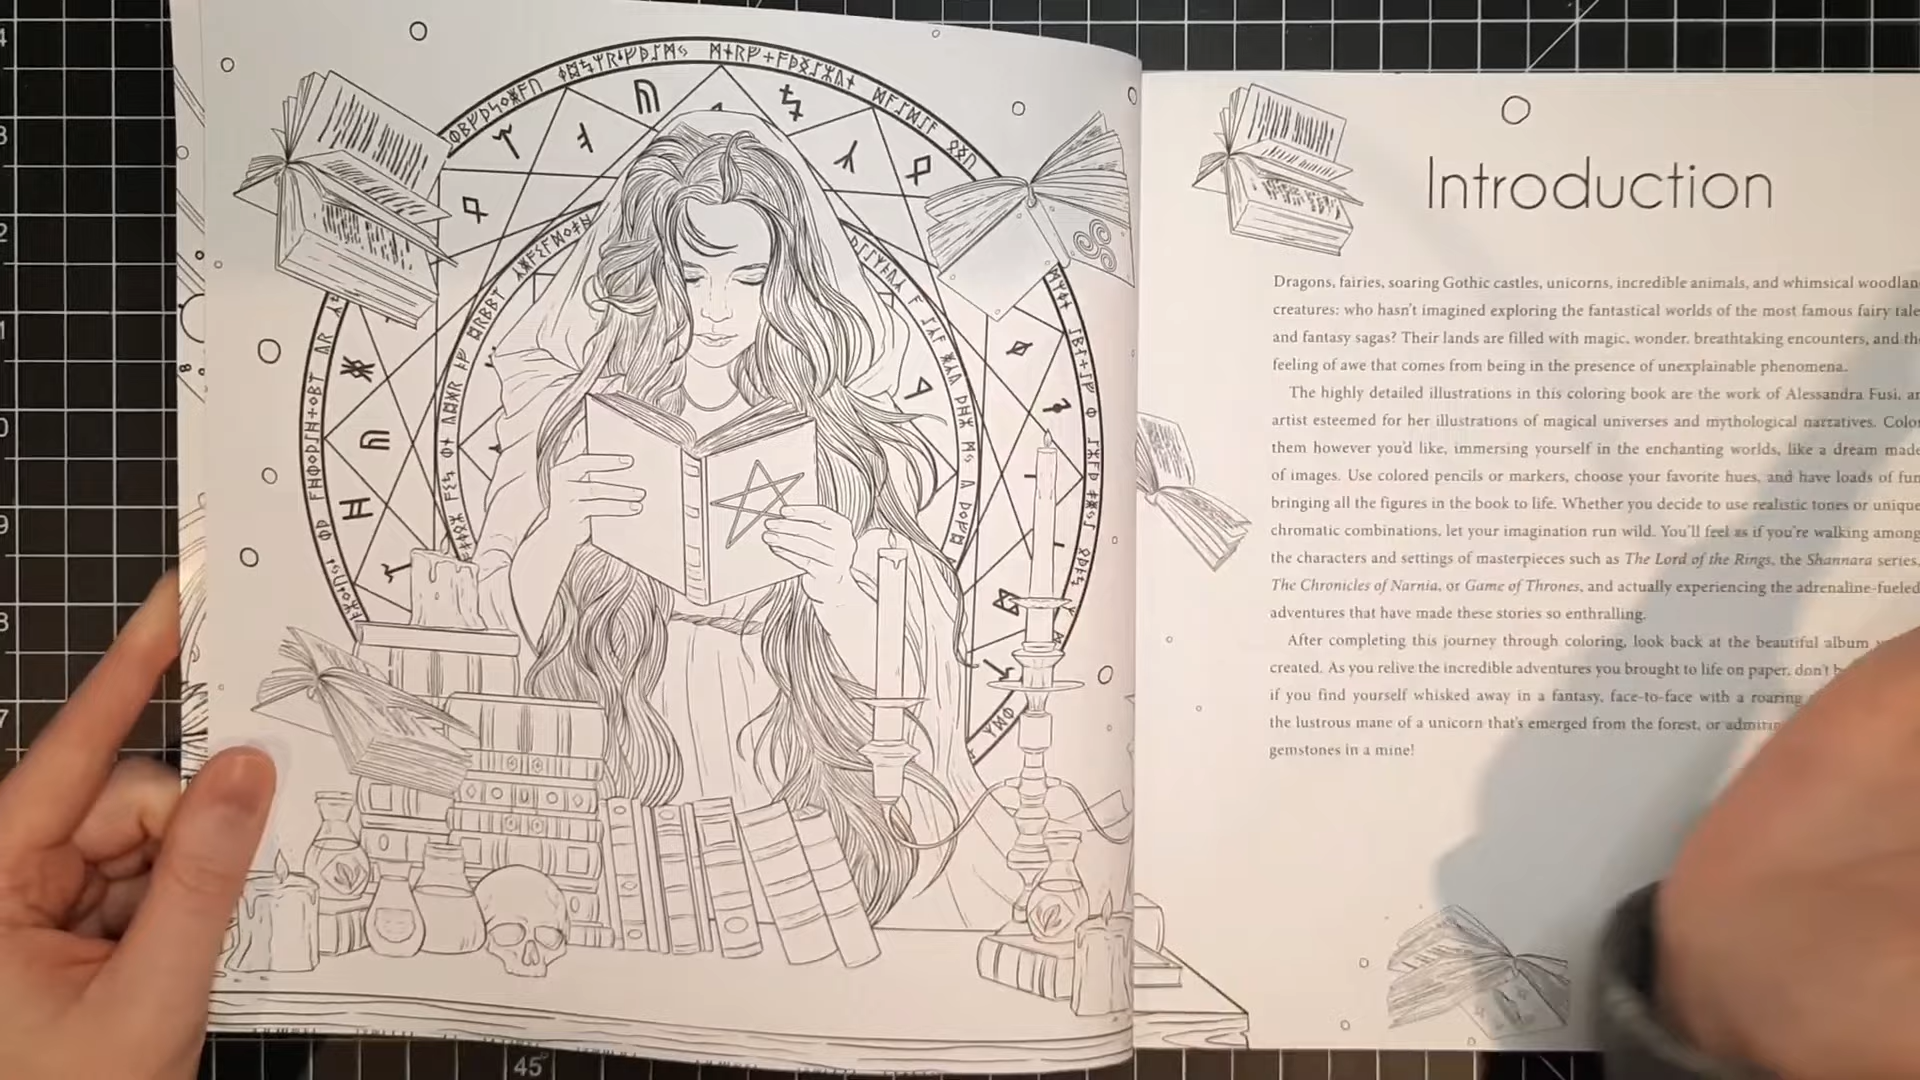 Introduction
Dragons, fairies, soaring Gothic castles, unicorns, incredible animals, and whimsical woodlan
creatures: who hasn't imagined exploring the fantastical worlds of the most famous fairy tale
and fantasy sagas? Their lands are filled with magic, wonder, breathtaking encounters, and th
feeling of awe that comes from being in the presence of unexplainable phenomena.
The highly detailed illustrations in this coloring book are the work of Alessandra Fusi, an
artist esteemed for her illustrations of magical universes and mythological narratives. Colo
them however you'd like, immersing yourself in the enchanting worlds, like a dream made
of images. Use colored pencils or markers, choose your favorite hues, and have loads of fun
bringing all the figures in the book to life. Whether you decide to use realistic tones or unique
chromatic combinations, let your imagination run wild. You'll feel as if you're walking among
the characters and settings of masterpieces such as The Lord of the Rings, the Shannara series,
The Chronicles of Narnia, or Game of Thrones, and actually experiencing the adrenaline-fueled
adventures that have made these stories so enthralling.
After completing this journey through coloring, look back at the beautiful album
created. As you relive the incredible adventures you brought to life on paper, don't
if you find yourself whisked away in a fantasy, face-to-face with a roaring
the lustrous mane of a unicorn that's emerged from the forest, or
gemstones in a mine!
45